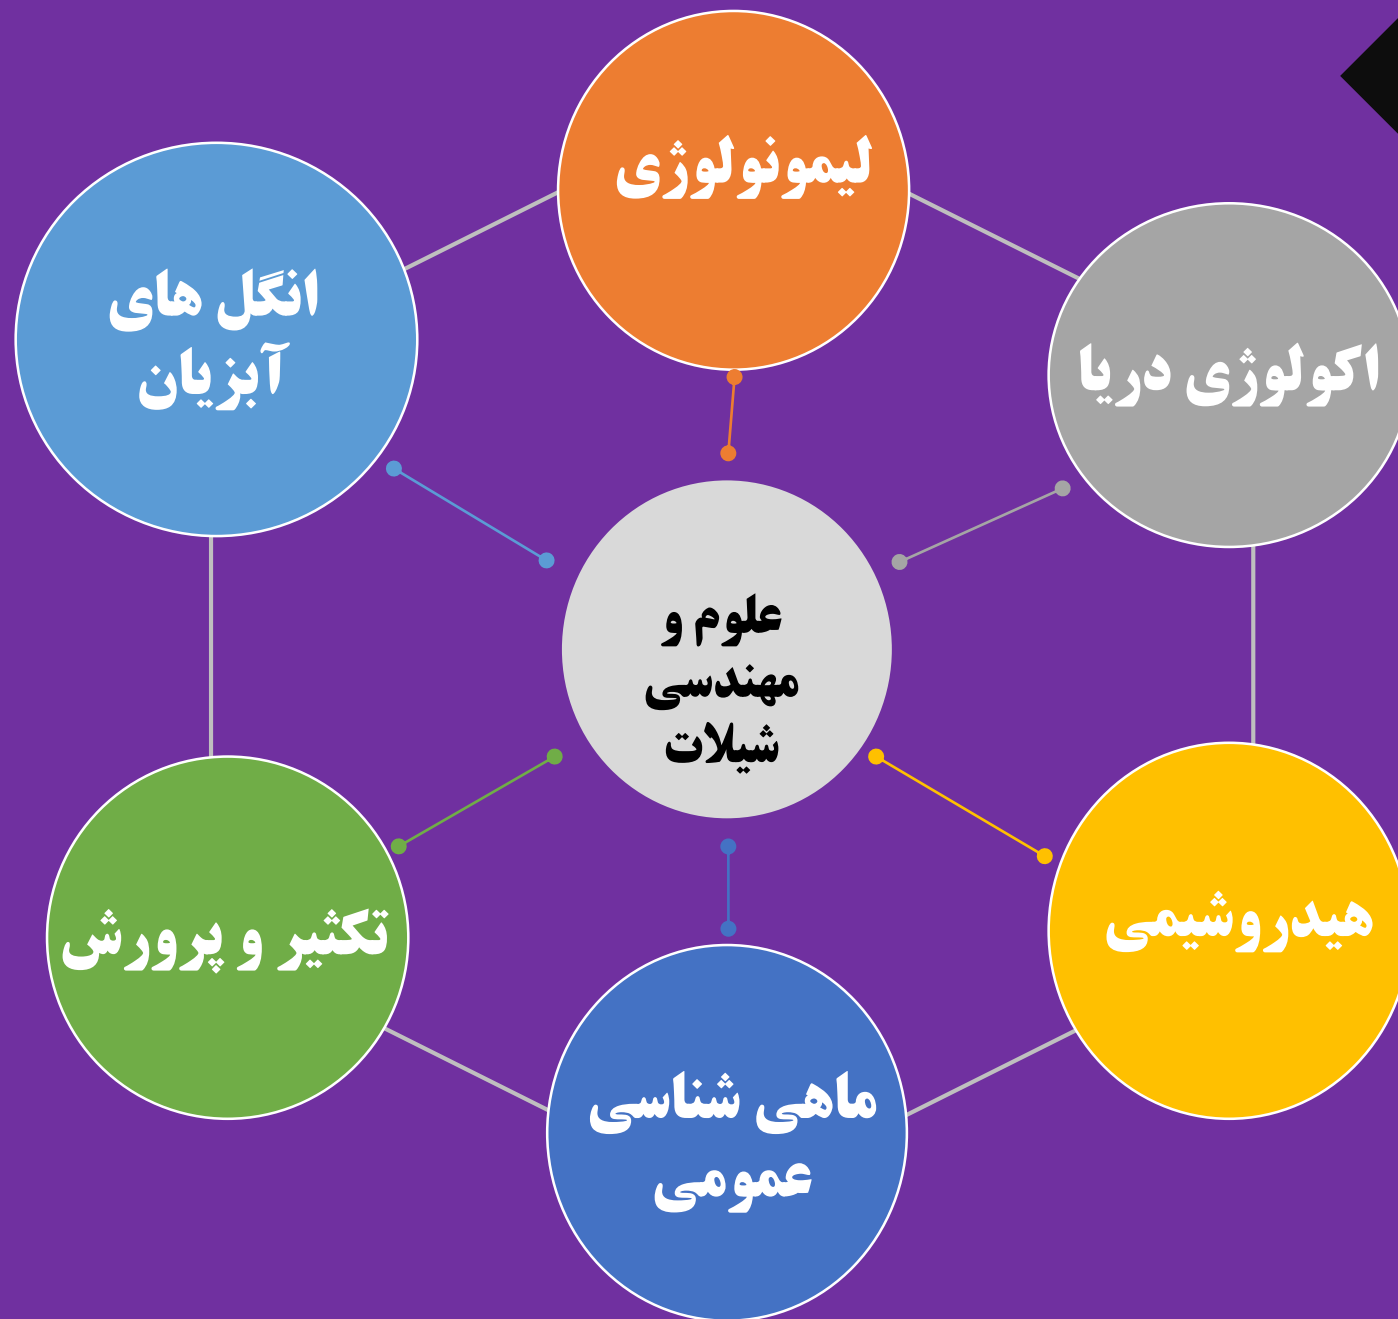 لیمونولوژی
انگل های
آبزیان
اکولوژی دریا
علوم و
مهندسی
شیلات
تکثیر و پرورش
هیدروشیمی
ماهی شناسی
عمومی